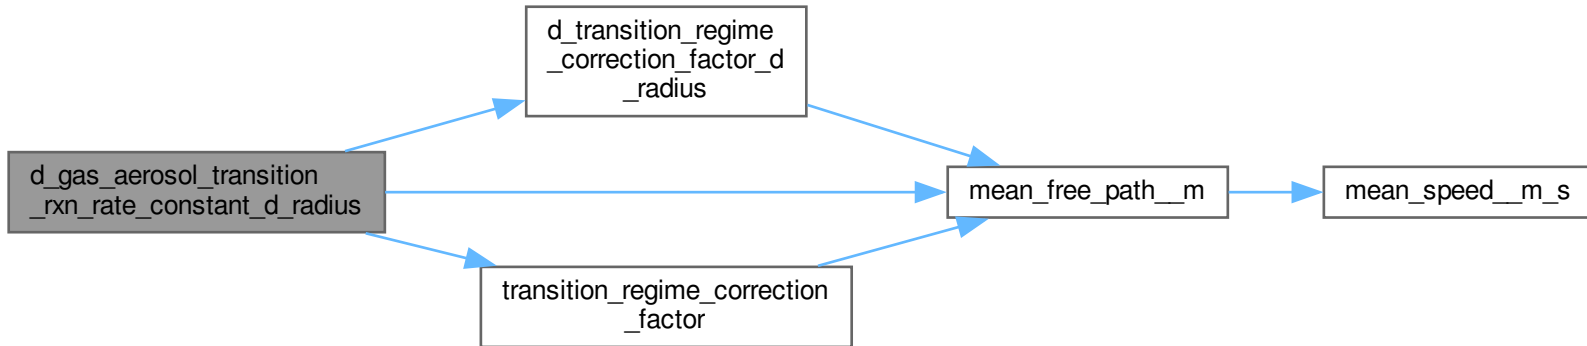 d_gas_aerosol_transition
_rxn_rate_constant_d_radius
d_transition_regime
_correction_factor_d
_radius
transition_regime_correction
_factor
mean_free_path__m
mean_speed__m_s